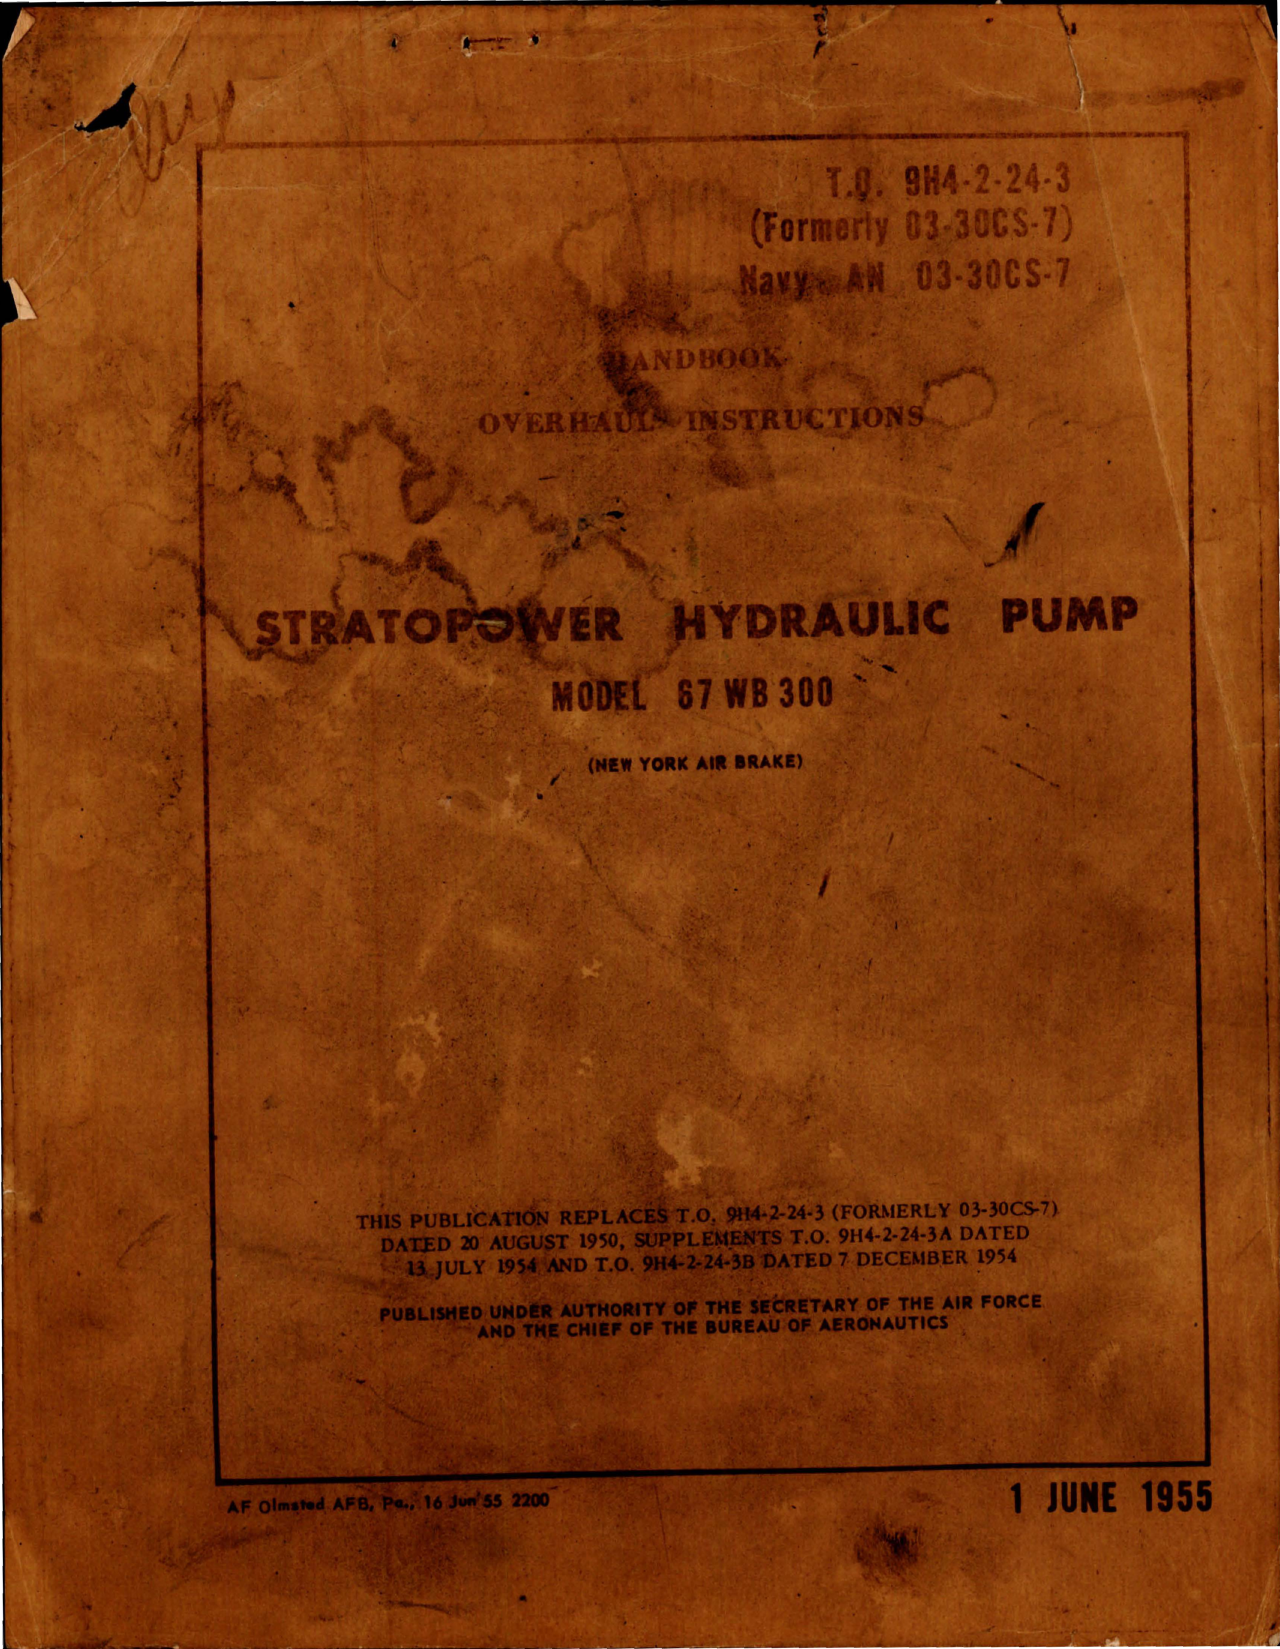 T.O. 9H4-2-24-3
(Formerly 03-30CS-7)
Navy AN 03-30CS-7
HANDBOOK
OVERHAUL INSTRUCTIONS
STRATOPOWER HYDRAULIC PUMP
MODEL 67 WB 300
(NEW YORK AIR BRAKE)
THIS PUBLICATION REPLACES T.O. 9H4-2-24-3 (FORMERLY 03-30CS-7)
DATED 20 AUGUST 1950, SUPPLEMENTS T.O. 9H4-2-24-3A DATED
13 JULY 1954 AND T.O. 9H4-2-24-3B DATED 7 DECEMBER 1954
PUBLISHED UNDER AUTHORITY OF THE SECRETARY OF THE AIR FORCE
AND THE CHIEF OF THE BUREAU OF AERONAUTICS
AF Olmsted AFB, Pa., 16 Jun 55 2200
1 JUNE 1955